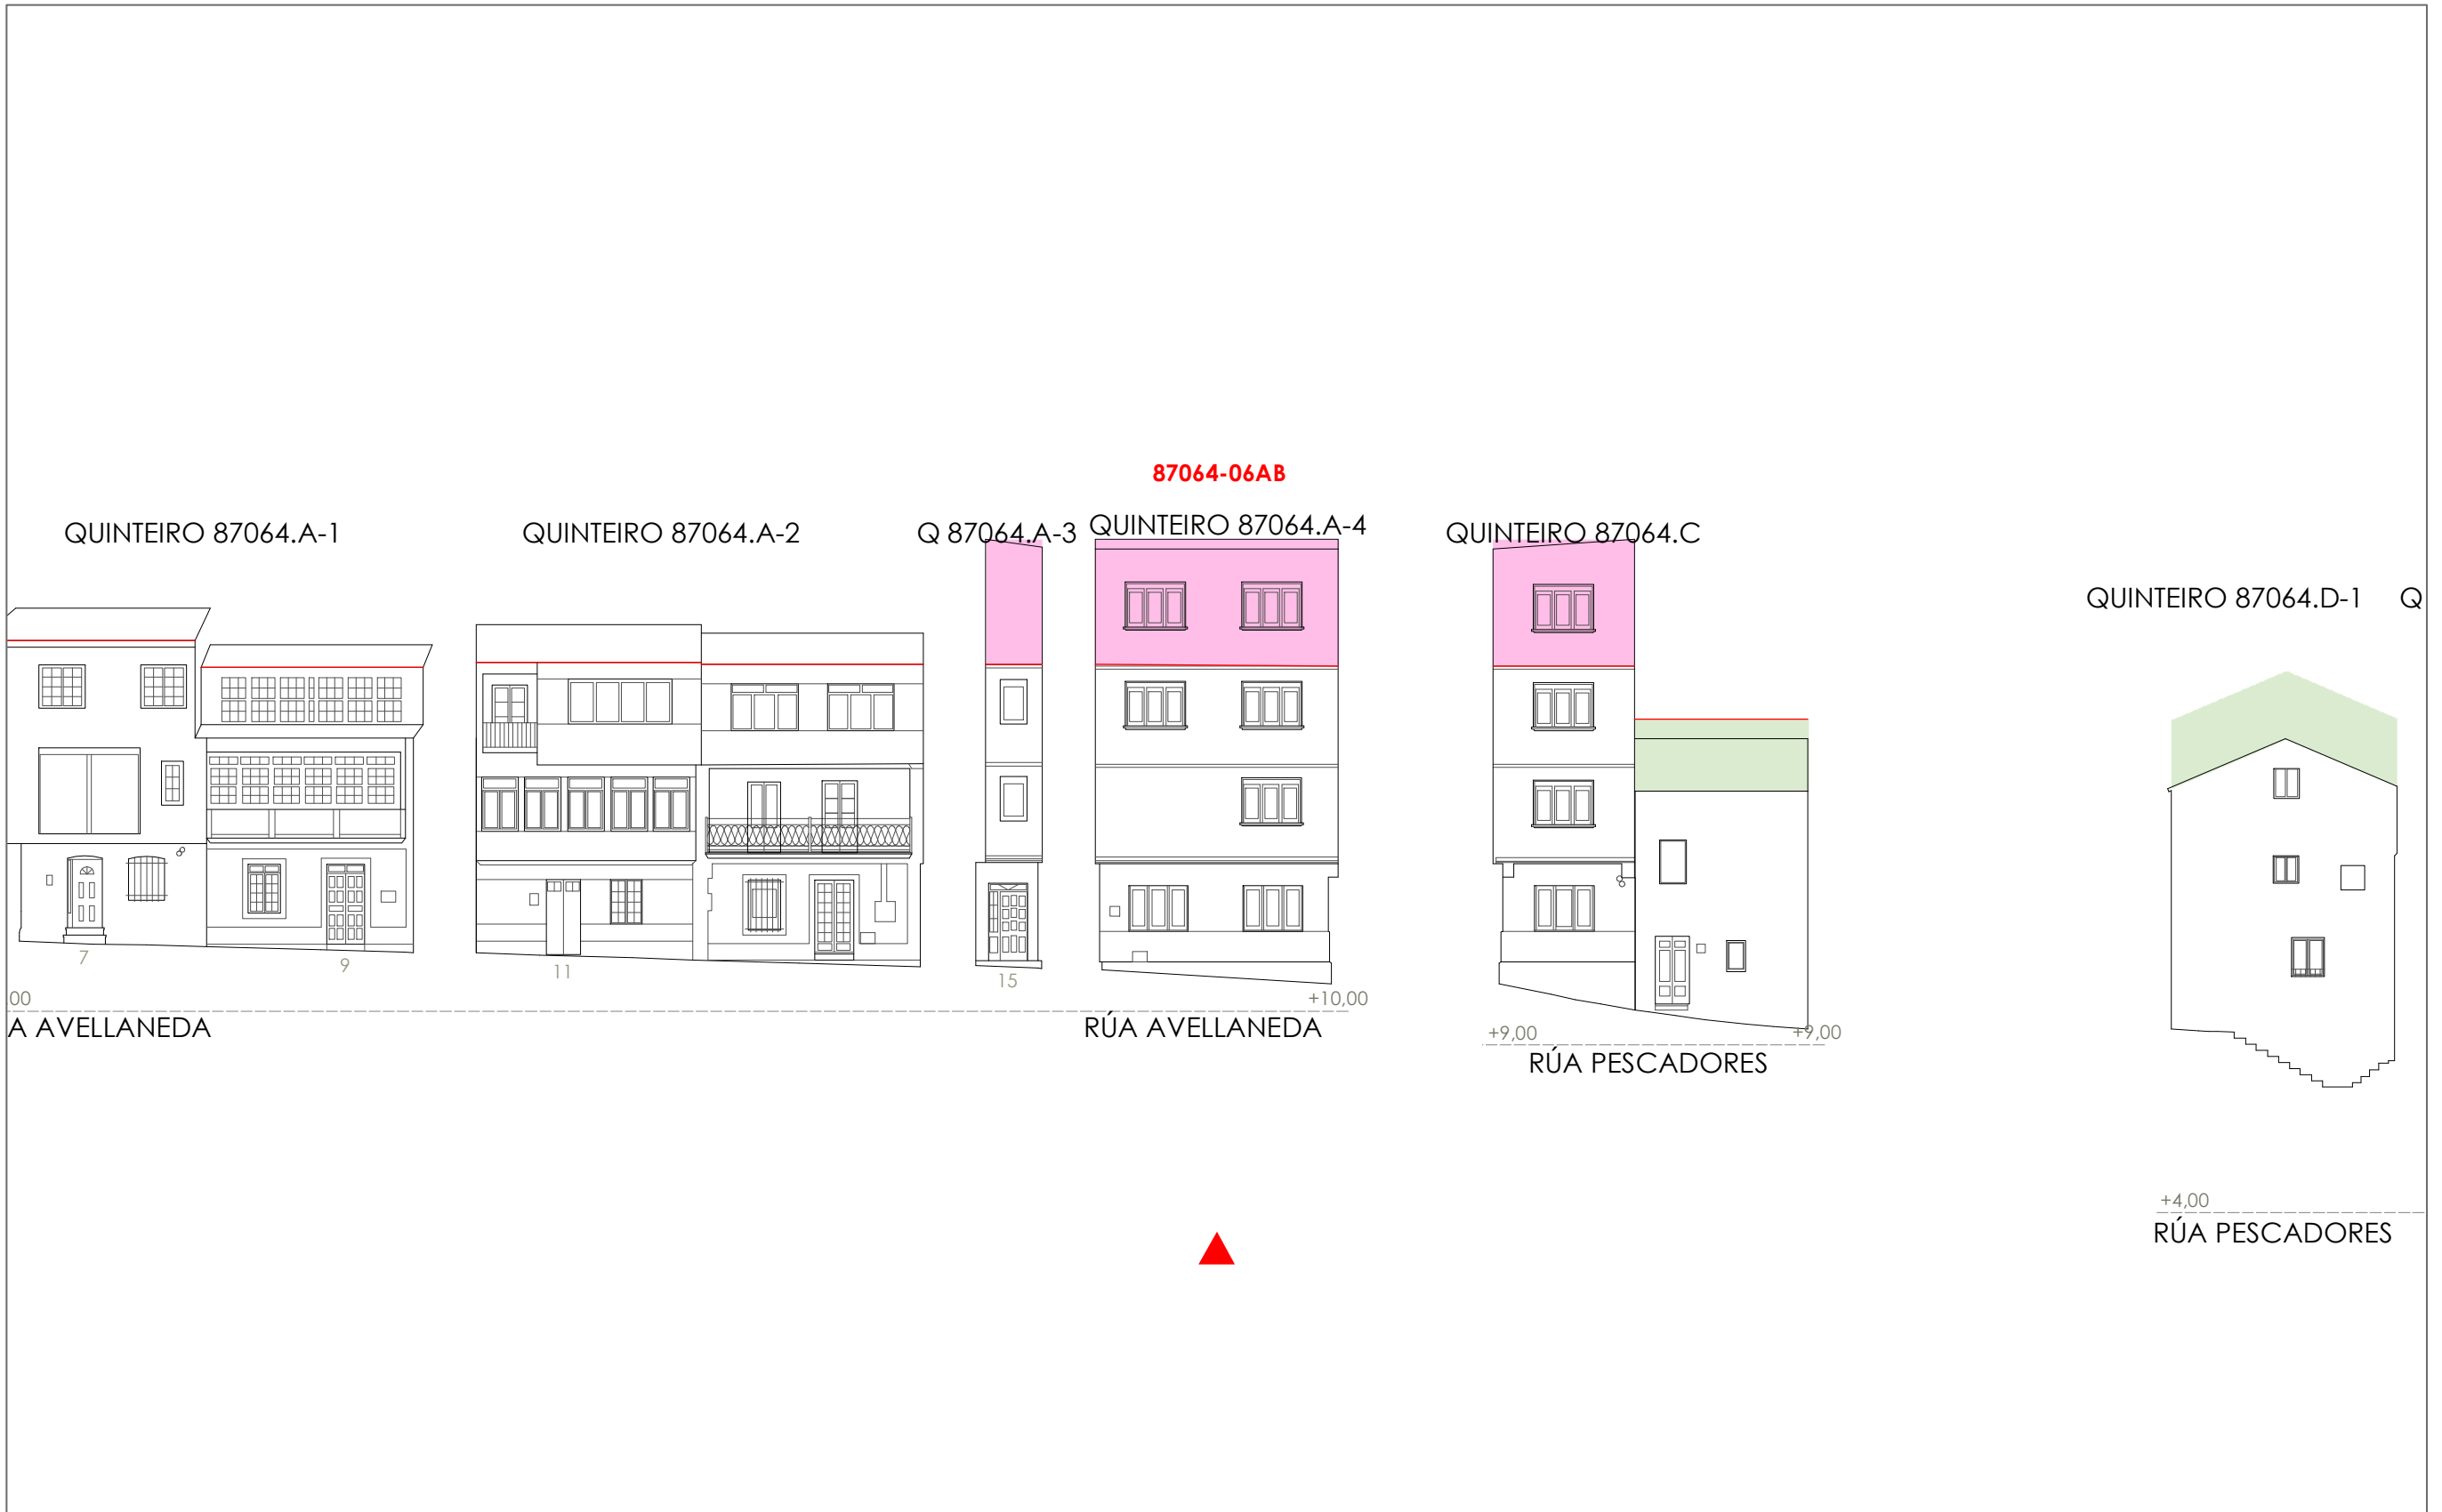 87064-06AB
QUINTEIRO 87064.A-1
QUINTEIRO 87064.A-2
Q 87064.A-3
QUINTEIRO 87064.A-4
QUINTEIRO 87064.C
QUINTEIRO 87064.D-1
Q
7
9
11
15
00
+10,00
A AVELLANEDA
RÚA AVELLANEDA
+9,00
+9,00
RÚA PESCADORES
+4,00
RÚA PESCADORES